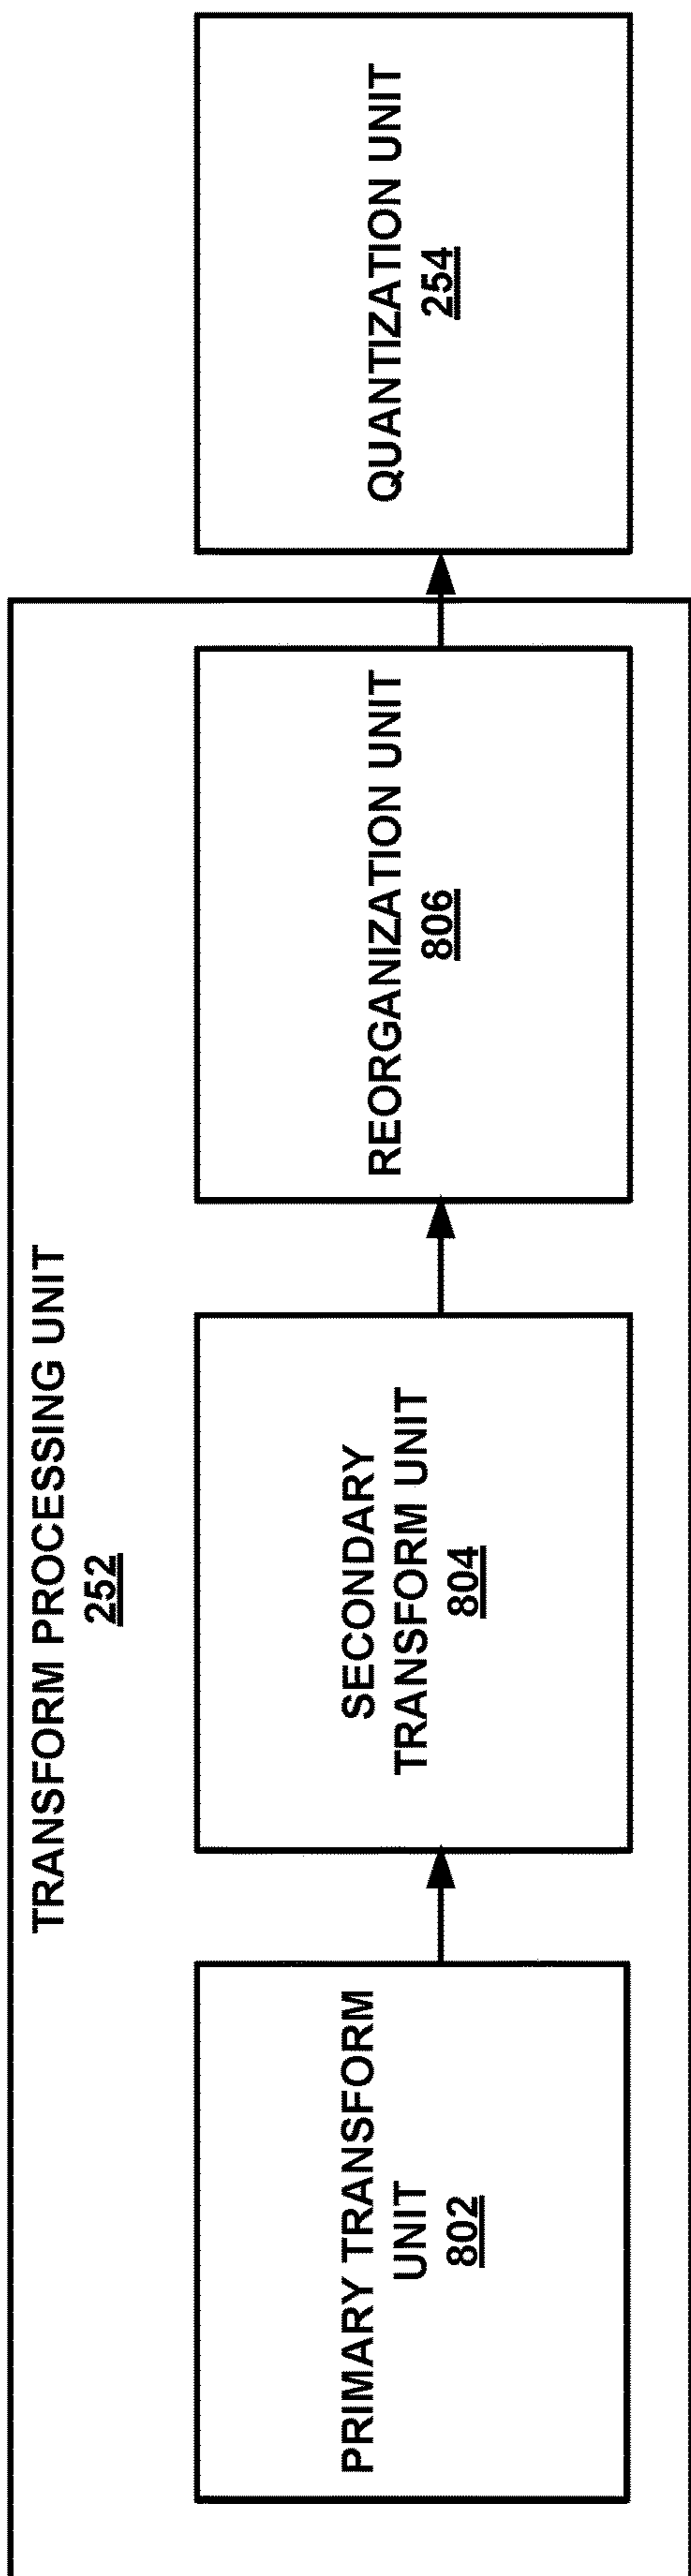 TRANSFORM PROCESSING UNIT
252
PRIMARY TRANSFORM
UNIT
802
SECONDARY
TRANSFORM UNIT
804
REORGANIZATION UNIT
806
QUANTIZATION UNIT
254